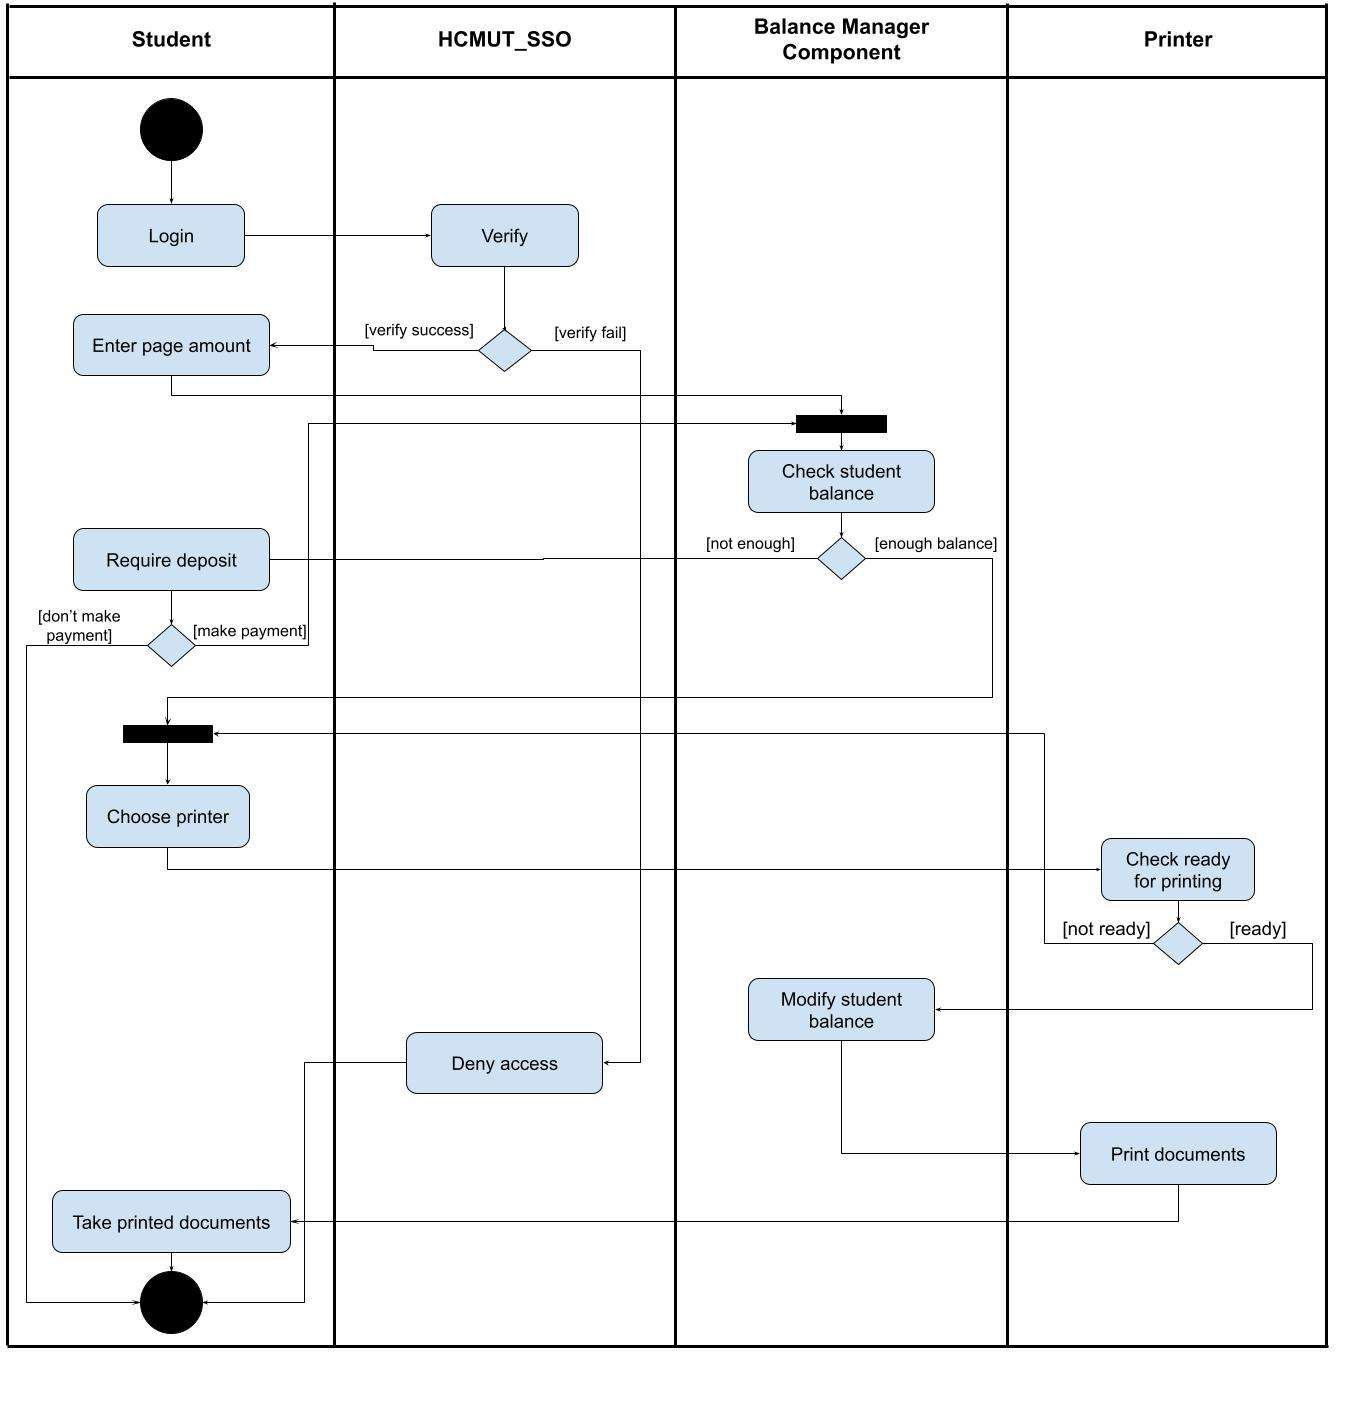 Student
HCMUT_SSO
Balance Manager
Component
Printer
Login
Verify
Enter page amount
[verify success]
[verify fail]
Check student
balance
Require deposit
[not enough]
[enough balance]
[don't make
payment]
[make payment]
Choose printer
Check ready
for printing
[not ready]
[ready]
Modify student
balance
Deny access
Print documents
Take printed documents